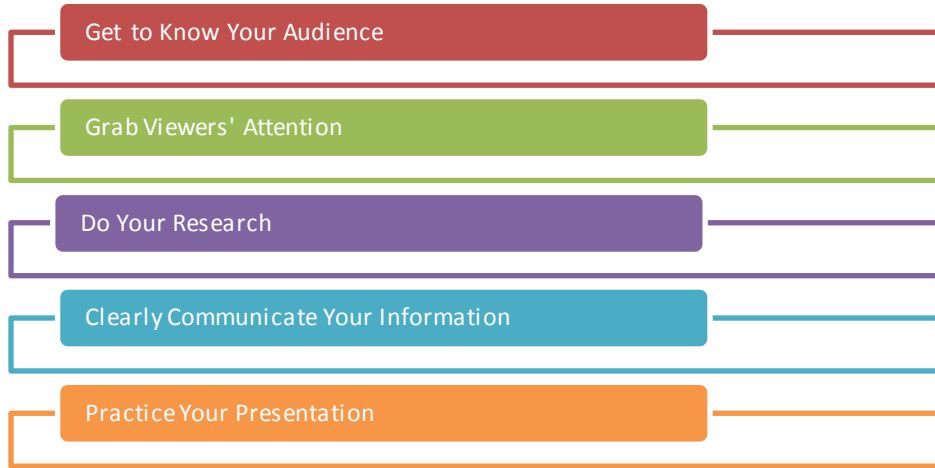 Get to Know Your Audience
Grab Viewers' Attention
Do Your Research
Clearly Communicate Your Information
Practice Your Presentation